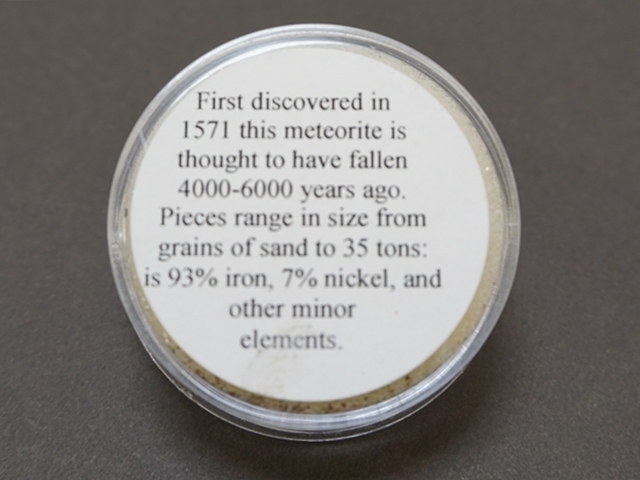 First discovered in
1571 this meteorite is
thought to have fallen
4000-6000 years ago.
Pieces range in size from
grains of sand to 35 tons:
is 93% iron, 7% nickel, and
other minor
elements.